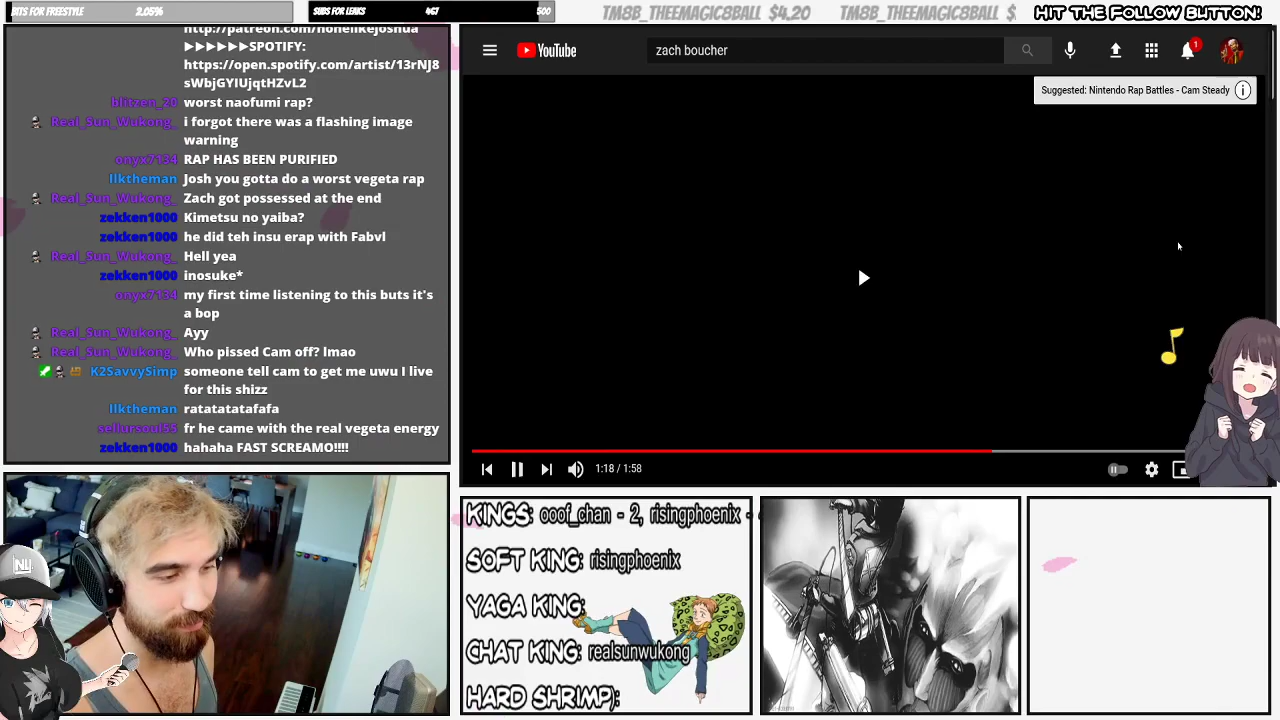 BITS FOR FREESTYLE 2.05%
SUBS FOR LEAKS 467 500
TM8B_THEEMAGIC8BALL $4.20 TM8B_THEEMAGIC8BALL $
HIT THE FOLLOW BUTTON!
http://patreon.com/nonelikejoshua
▶▶▶▶▶▶SPOTIFY:
https://open.spotify.com/artist/13rNJ8
sWbjGYIUjqtHZvL2
blitzen_20 worst naofumi rap?
Real_Sun_Wukong_ i forgot there was a flashing image
warning
onyx7134 RAP HAS BEEN PURIFIED
llktheman Josh you gotta do a worst vegeta rap
Real_Sun_Wukong_ Zach got possessed at the end
zekken1000 Kimetsu no yaiba?
zekken1000 he did teh insu erap with Fabvl
Real_Sun_Wukong_ Hell yea
zekken1000 inosuke*
onyx7134 my first time listening to this buts it's
a bop
Real_Sun_Wukong_ Ayy
Real_Sun_Wukong_ Who pissed Cam off? lmao
K2SavvySimp someone tell cam to get me uwu I live
for this shizz
llktheman ratatatatafafa
sellursoul55 fr he came with the real vegeta energy
zekken1000 hahaha FAST SCREAMO!!!!
YouTube
zach boucher
1
Suggested: Nintendo Rap Battles - Cam Steady
1:18 / 1:58
NLJ
KINGS: ooof_chan - 2, risingphoenix -
SOFT KING: risingphoenix
YAGA KING:
CHAT KING: realsunwukong
HARD SHRIMP):